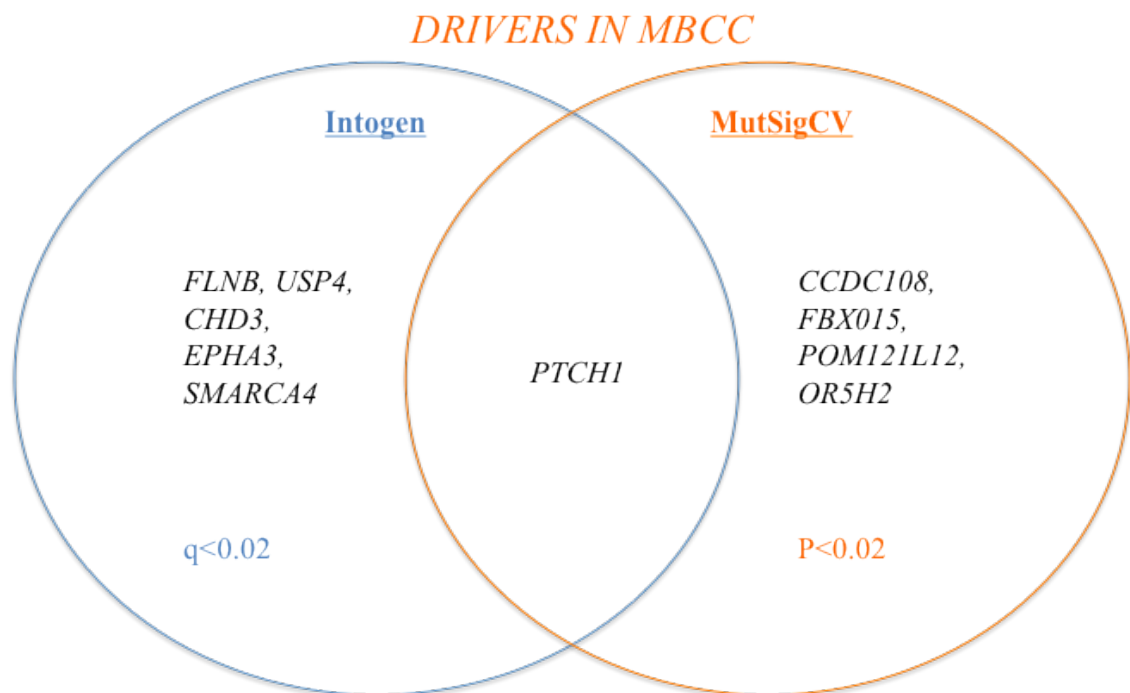 DRIVERS IN MBCC
Intogen
MutSigCV
FLNB, USP4,
CHD3,
EPHA3,
SMARCA4
PTCH1
CCDC108,
FBX015,
POM121L12,
OR5H2
q<0.02
P<0.02